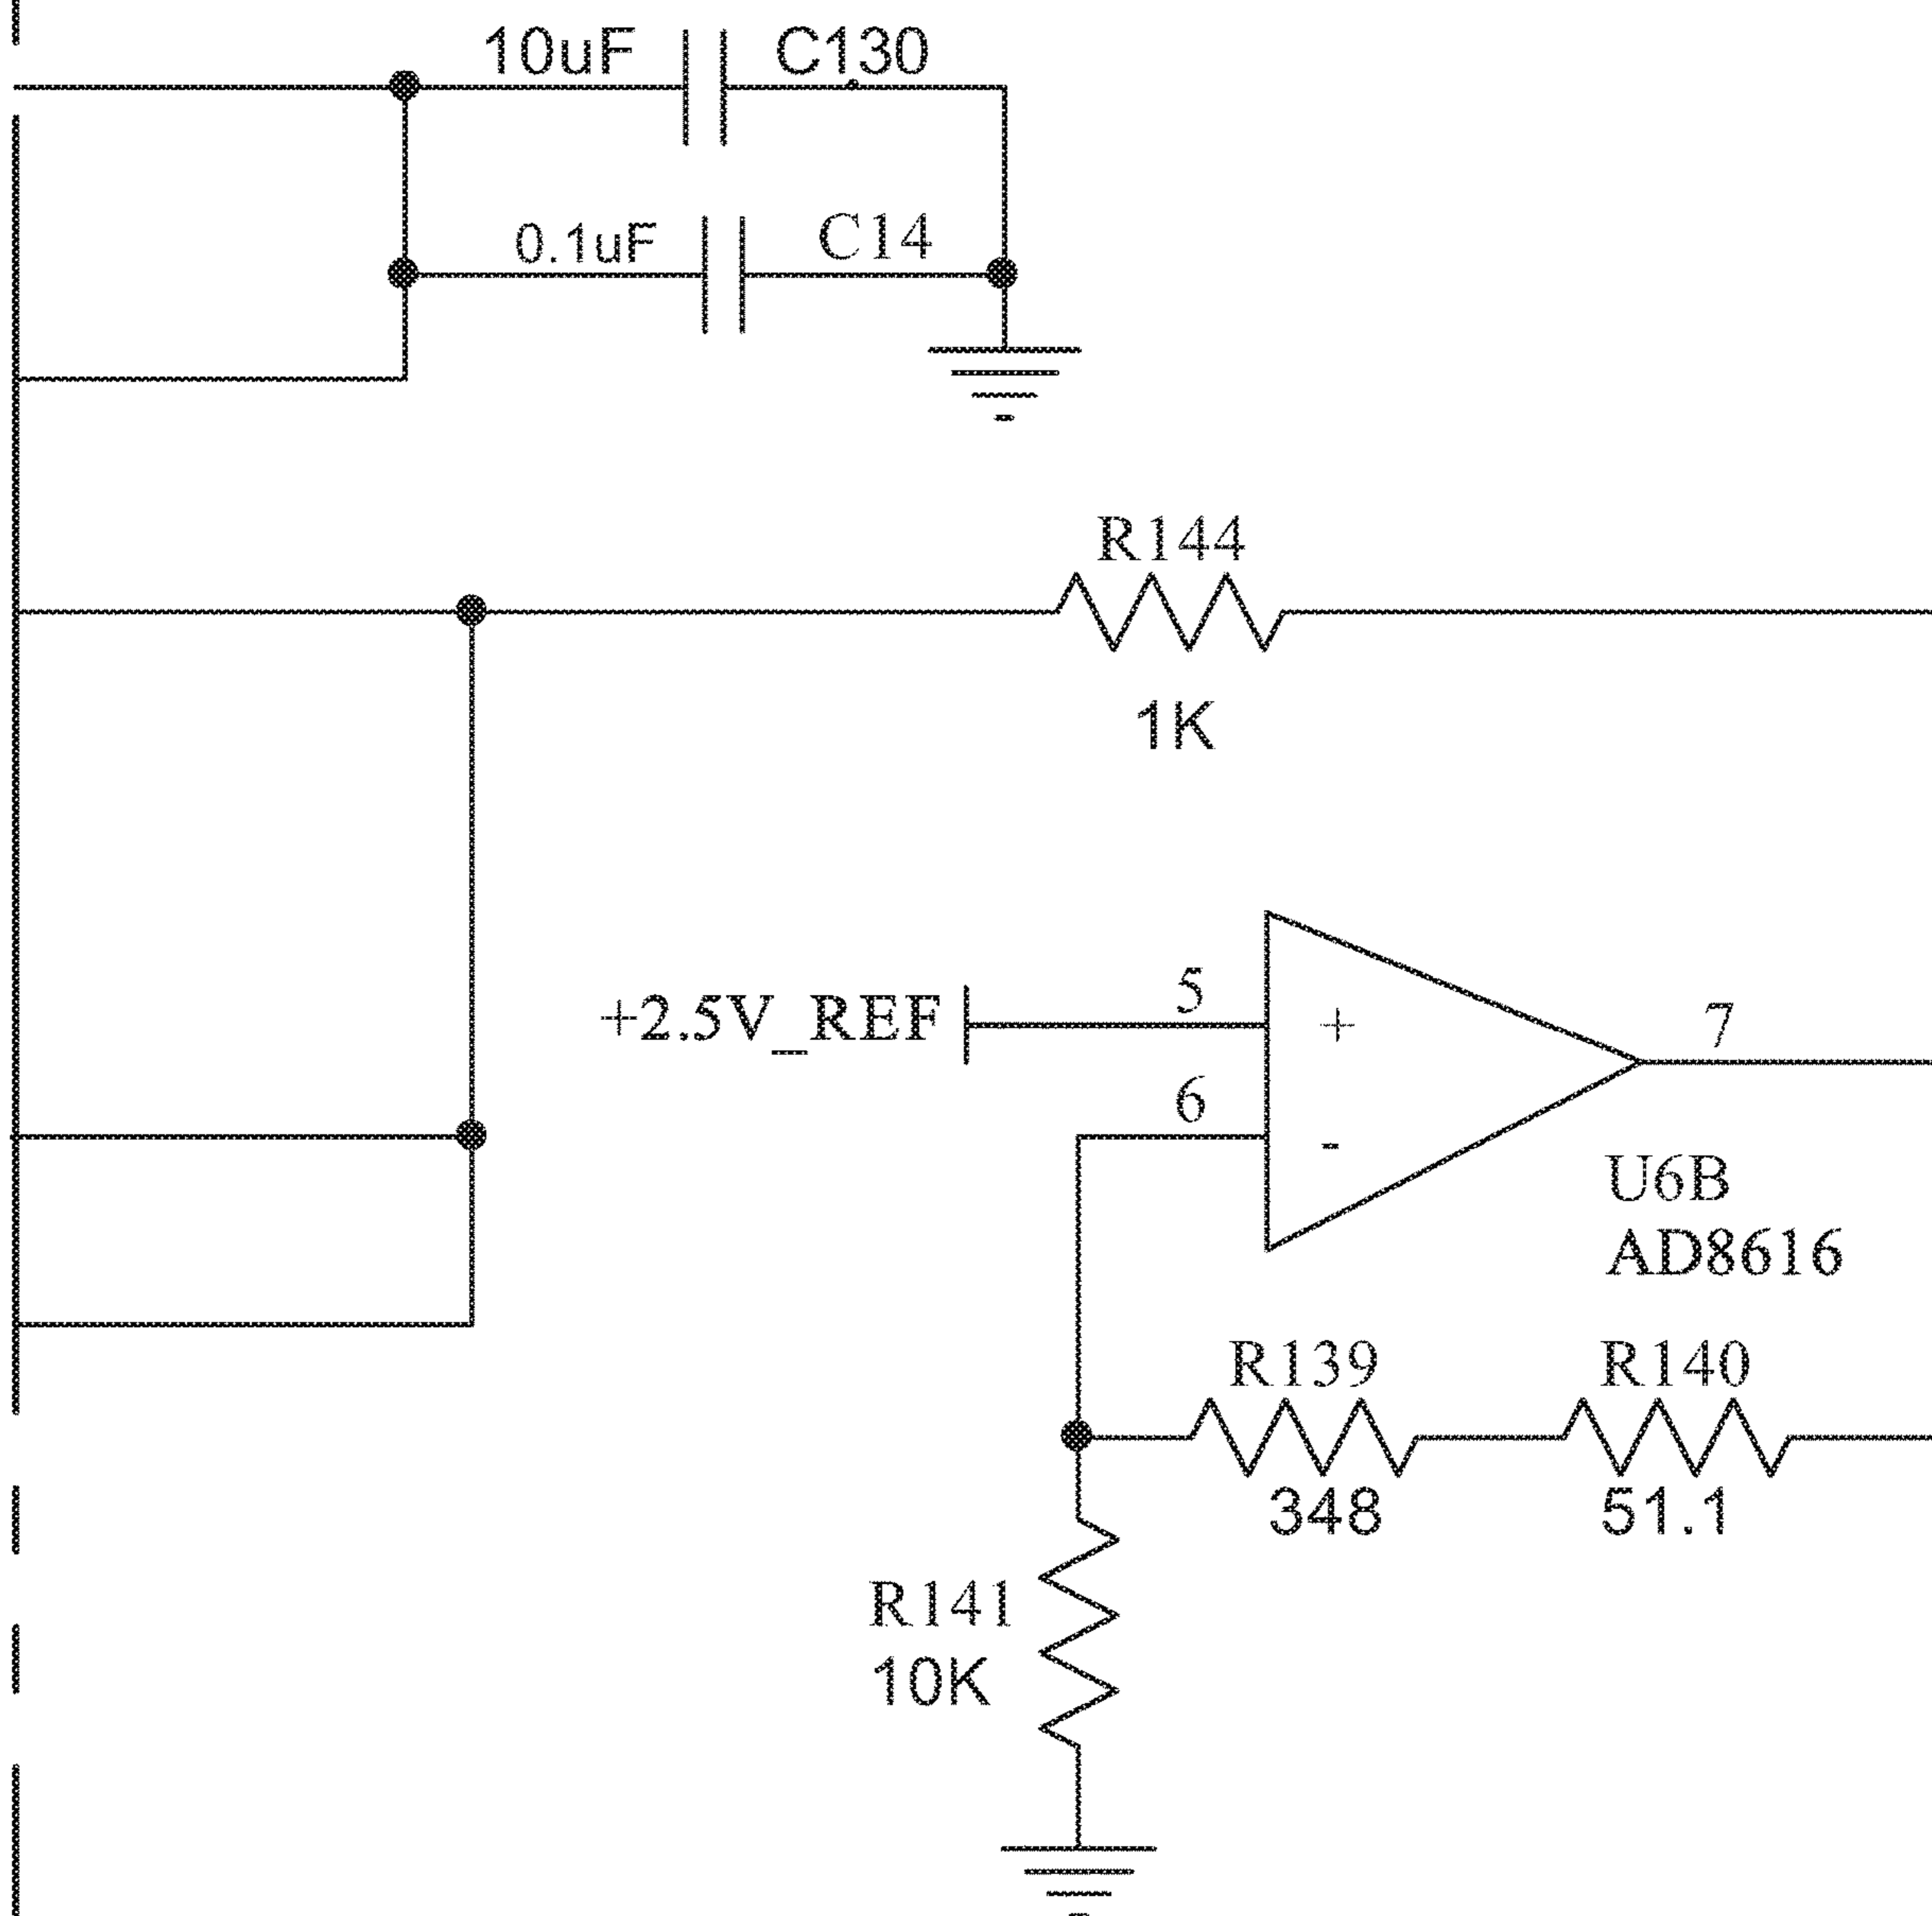 10uF C130
0.1uF C14
R144
1K
5
+2.5V_REF
+
7
6
-
U6B
AD8616
R139 R140
348 51.1
R141
10K